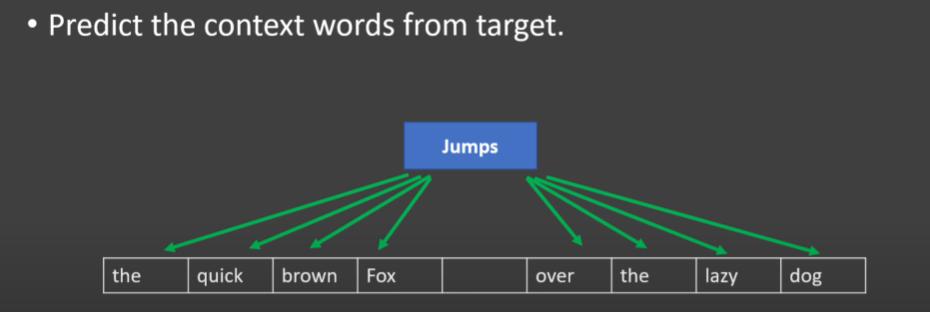 • Predict the context words from target.
Jumps
the quick brown Fox over the lazy dog